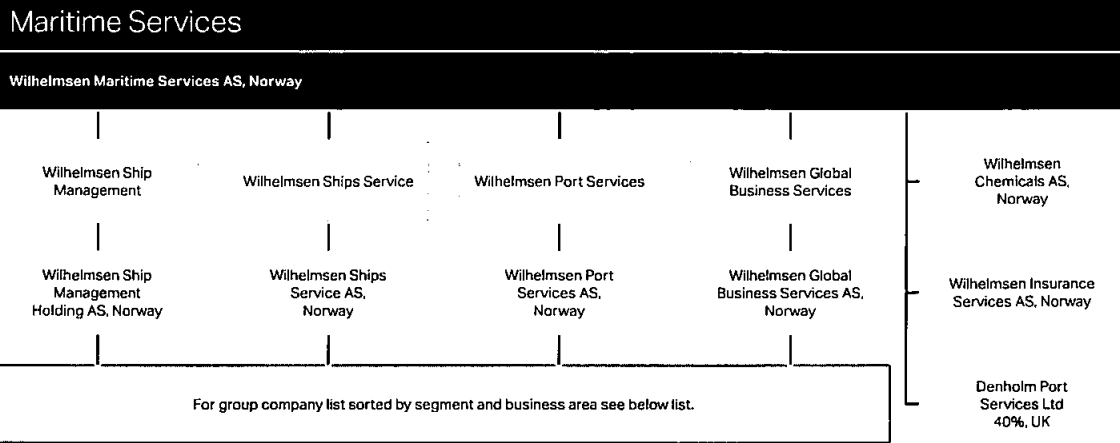 Maritime Services
Wilhelmsen Maritime Services AS, Norway
Wilhelmsen Ship
Management
Wilhelmsen Ships Service
Wilhelmsen Port Services
Wilhelmsen Global
Business Services
Wilhelmsen
Chemicals AS,
Norway
Wilhelmsen Ship
Management
Holding AS, Norway
Wilhelmsen Ships
Service AS,
Norway
Wilhelmsen Port
Services AS,
Norway
Wilhelmsen Global
Business Services AS,
Norway
Wilhelmsen Insurance
Services AS, Norway
For group company list sorted by segment and business area see below list.
Denholm Port
Services Ltd
40%, UK